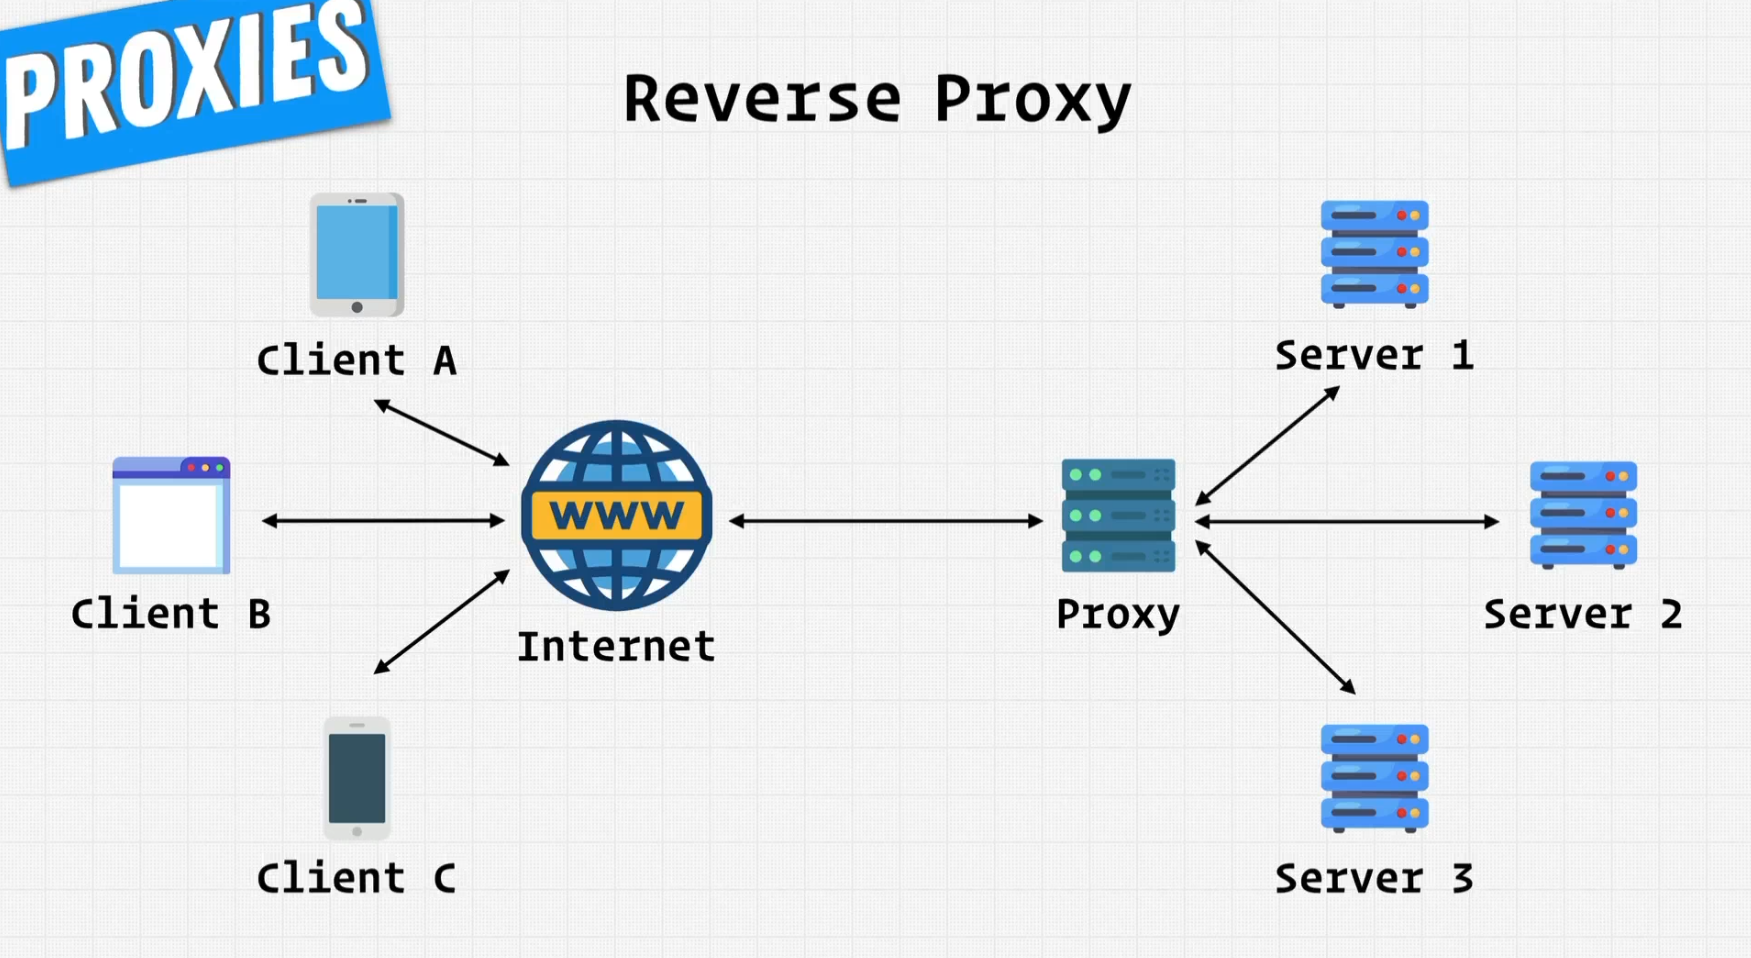 PROXIES
Reverse Proxy
Client A
Server 1
Client B
WWW
Internet
Proxy
Server 2
Client C
Server 3